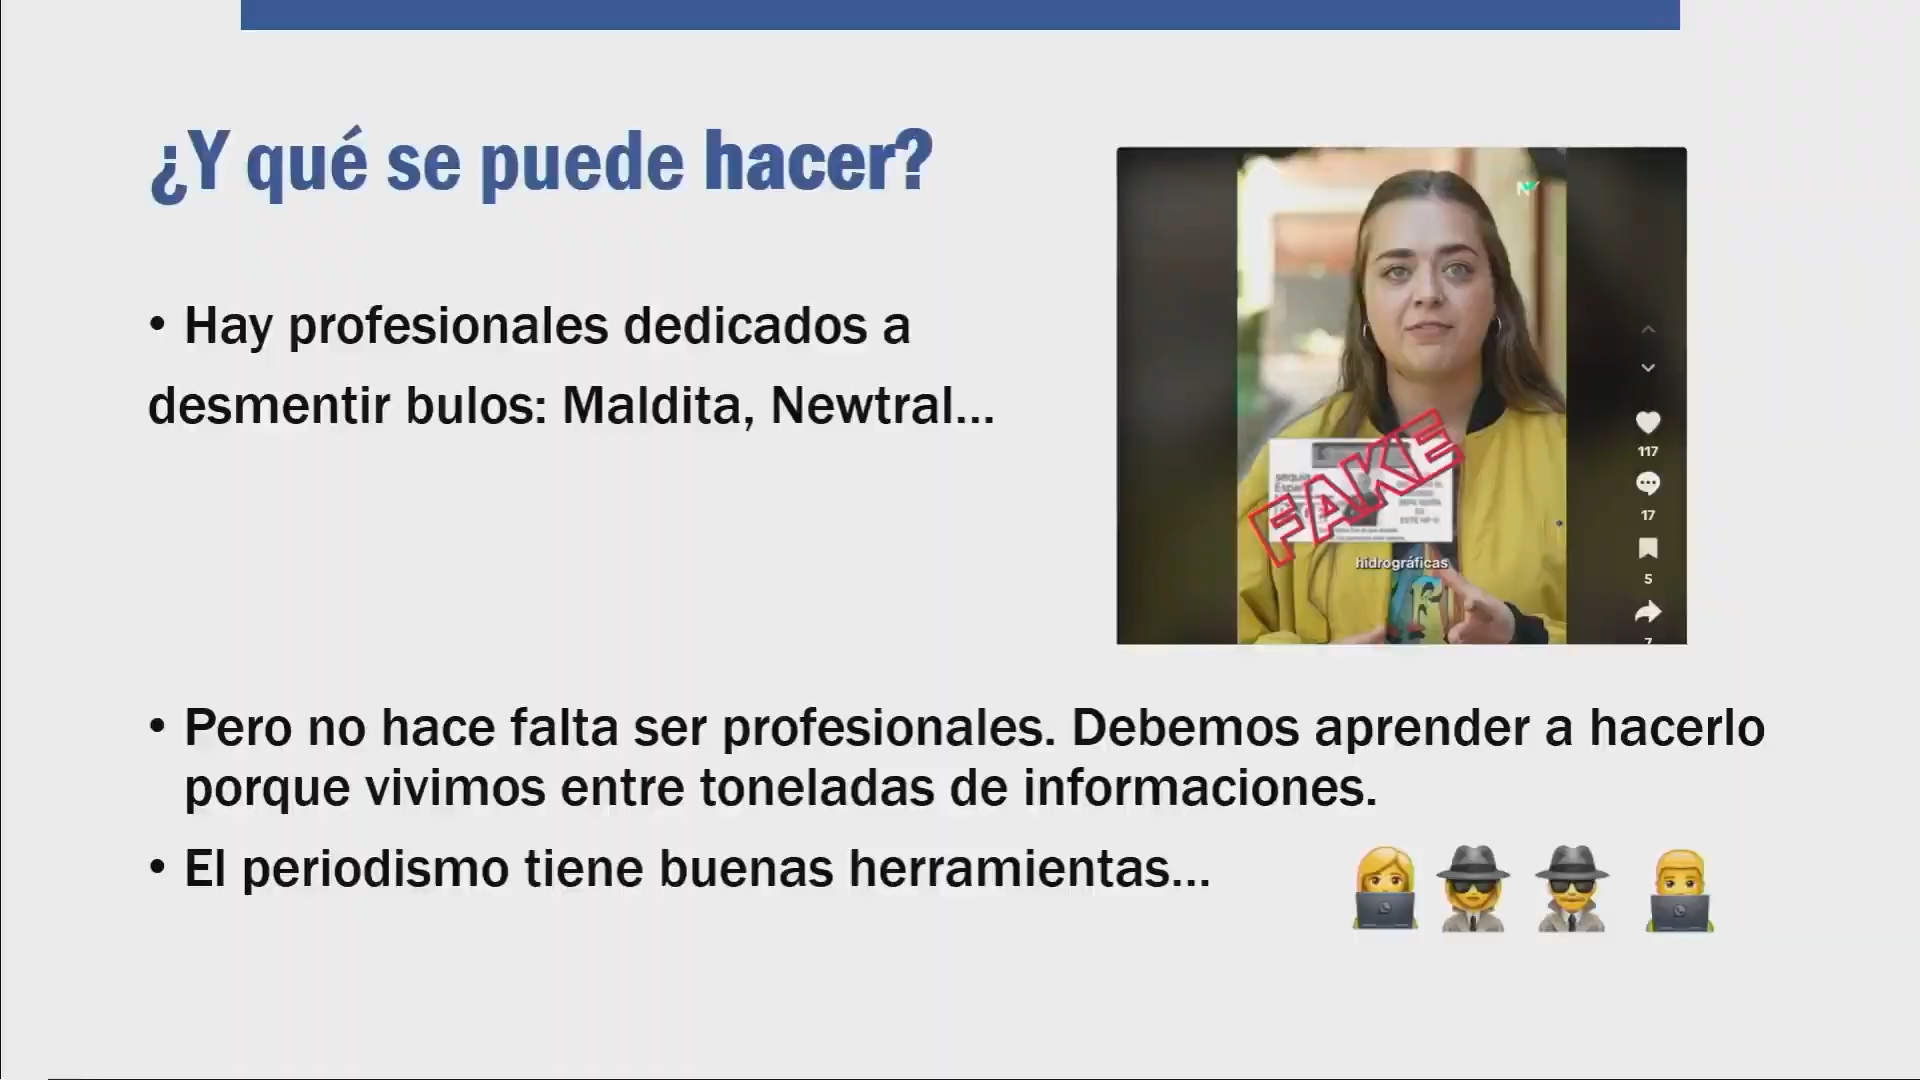 ¿Y qué se puede hacer?
• Hay profesionales dedicados a
desmentir bulos: Maldita, Newtral...
FAKE
hidrográficas
117
17
5
7
• Pero no hace falta ser profesionales. Debemos aprender a hacerlo
porque vivimos entre toneladas de informaciones.
• El periodismo tiene buenas herramientas...